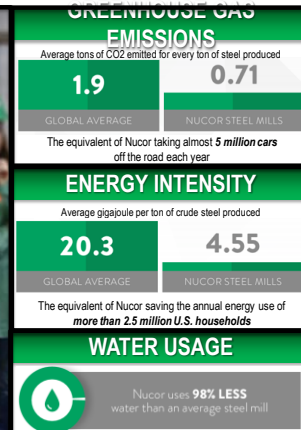 GREENHOUSE GAS
EMISSIONS
Average tons of CO2 emitted for every ton of steel produced
1.9
0.71
GLOBAL AVERAGE
NUCOR STEEL MILLS
The equivalent of Nucor taking almost 5 million cars
off the road each year
ENERGY INTENSITY
Average gigajoule per ton of crude steel produced
20.3
4.55
GLOBAL AVERAGE
NUCOR STEEL MILLS
The equivalent of Nucor saving the annual energy use of
more than 2.5 million U.S. households
WATER USAGE
Nucor uses 98% LESS
water than an average steel mill